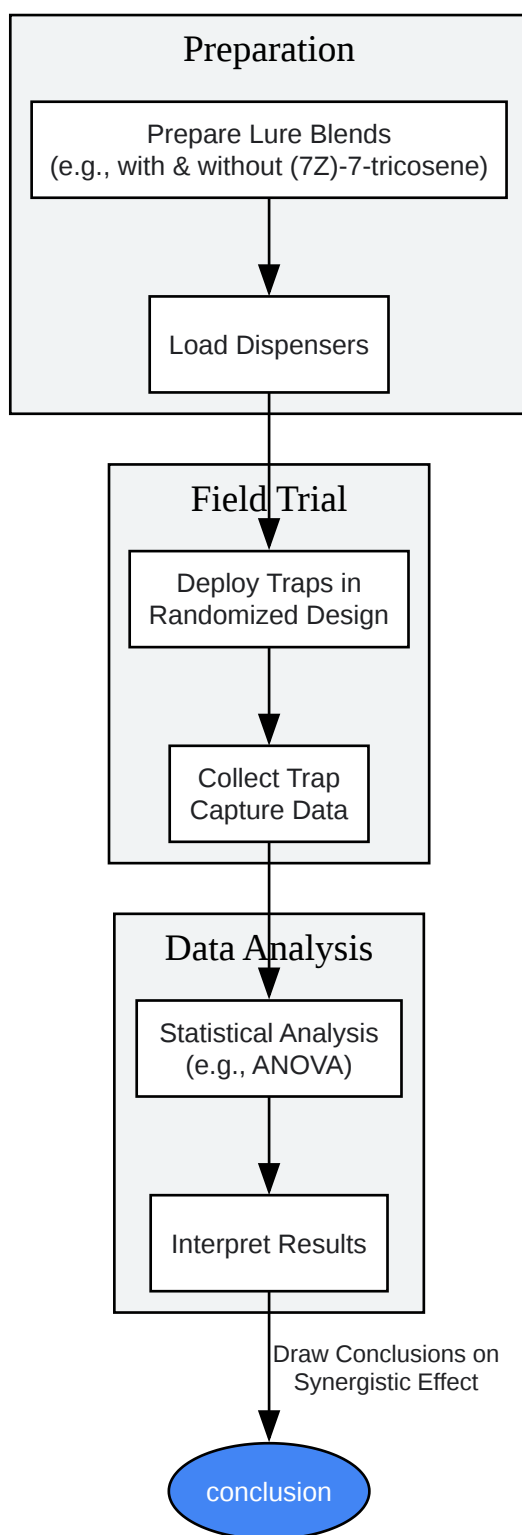 Preparation
Prepare Lure Blends
(e.g., with & without (7Z)-7-tricosene)
Load Dispensers
Field Trial
Deploy Traps in
Randomized Design
Collect Trap
Capture Data
Data Analysis
Statistical Analysis
(e.g., ANOVA)
Interpret Results
Draw Conclusions on
Synergistic Effect
conclusion